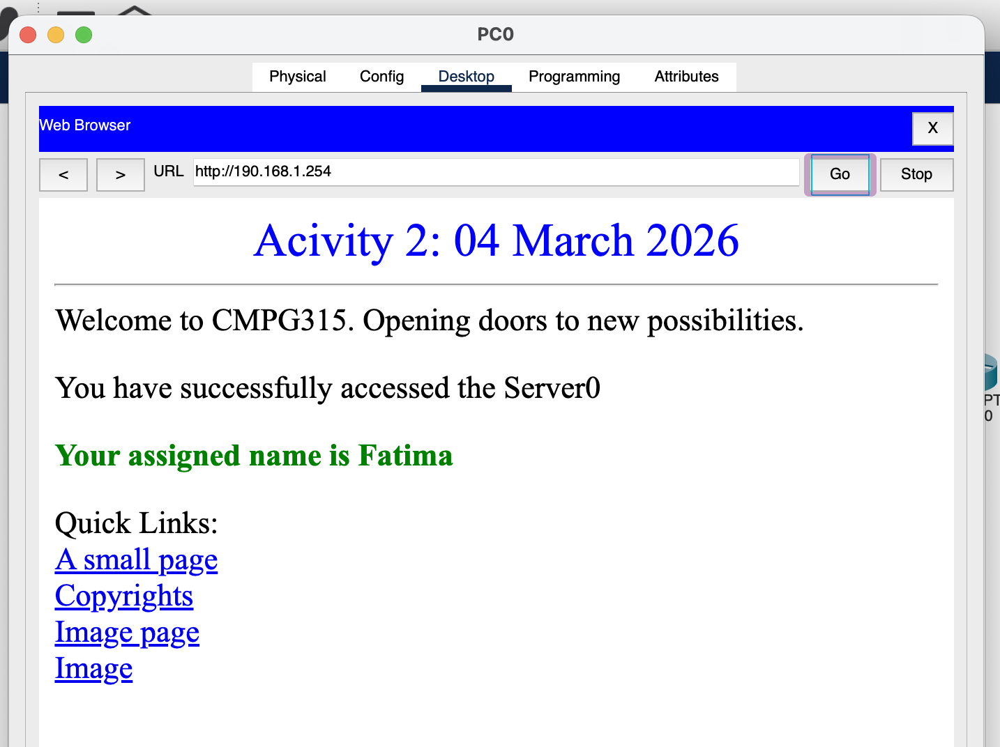 PC0
Physical Config Desktop Programming Attributes
Web Browser
X
< > URL http://190.168.1.254 Go Stop
Acivity 2: 04 March 2026
Welcome to CMPG315. Opening doors to new possibilities.
You have successfully accessed the Server0
PT
0
Your assigned name is Fatima
Quick Links:
A small page
Copyrights
Image page
Image